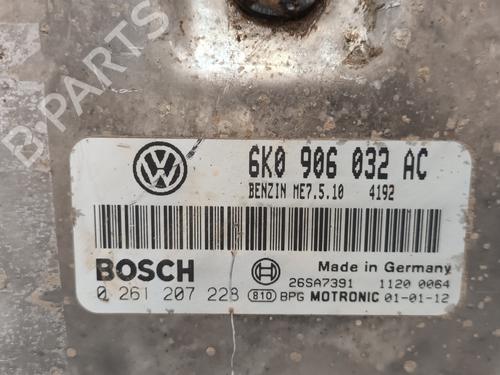 B-PARTS
6K0 906 032 AC
BENZIN ME7.5.10 4192
BOSCH
Made in Germany
26SA7391 1120 0064
0 261 207 228 810 BPG MOTRONIC 01-01-12